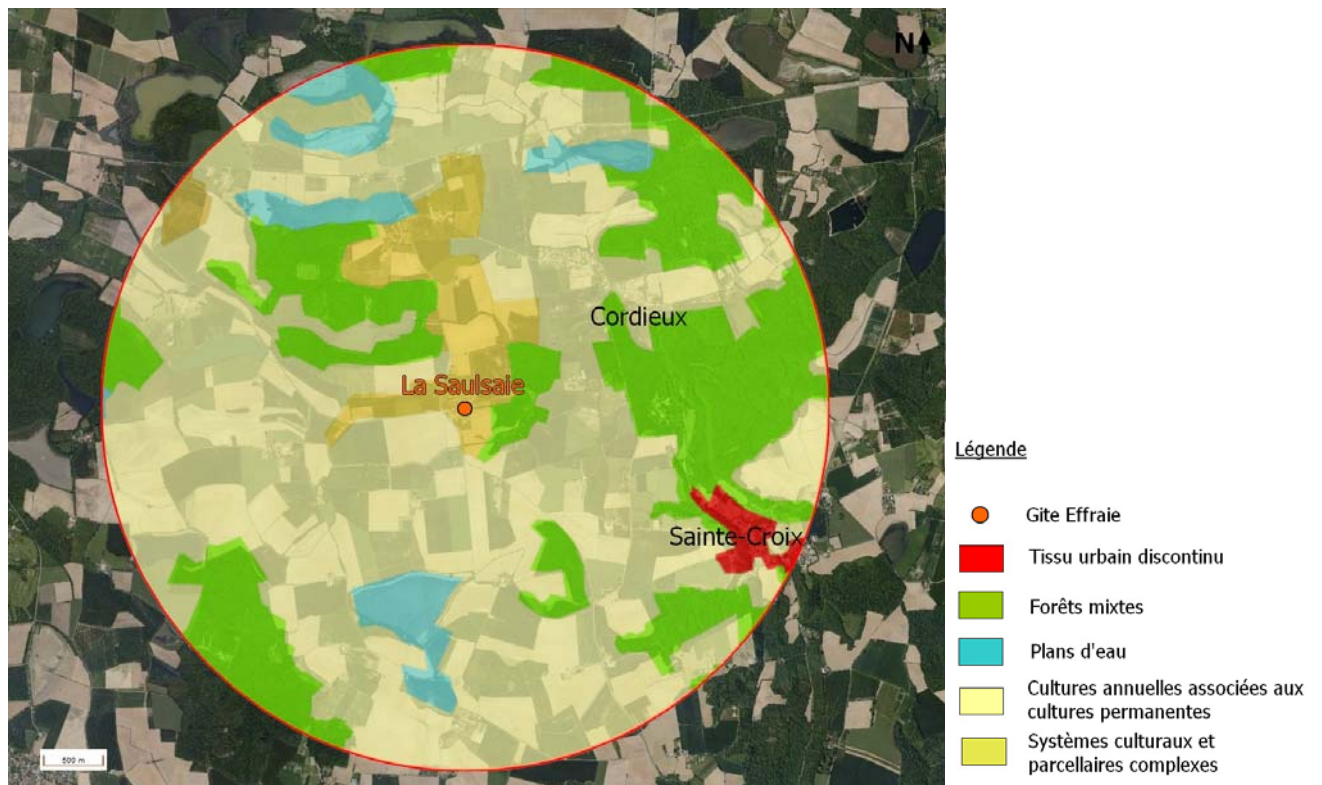 N
Cordieux
La Saulsaie
Sainte-Croix
500 m
Légende
Gite Effraie
Tissu urbain discontinu
Forêts mixtes
Plans d'eau
Cultures annuelles associées aux
cultures permanentes
Systèmes culturaux et
parcellaires complexes